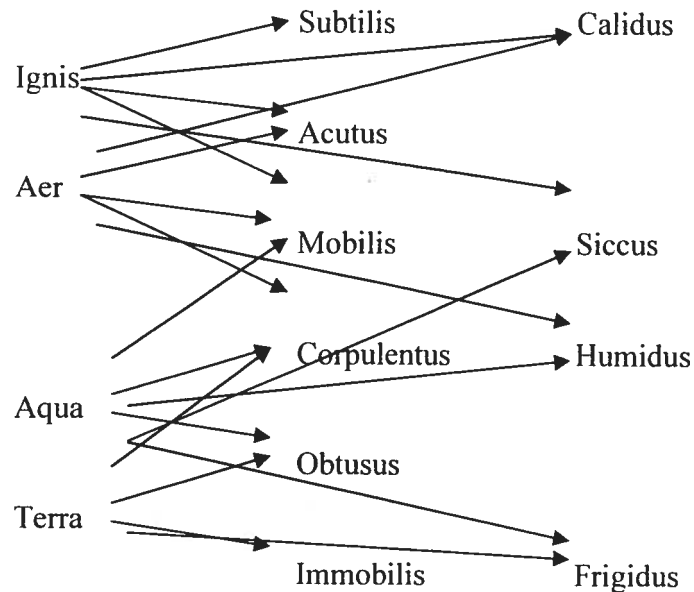 Subtilis Calidus
Ignis
Acutus
Aer
Mobilis Siccus
Corpulentus Humidus
Aqua
Obtusus
Terra
Immobilis Frigidus